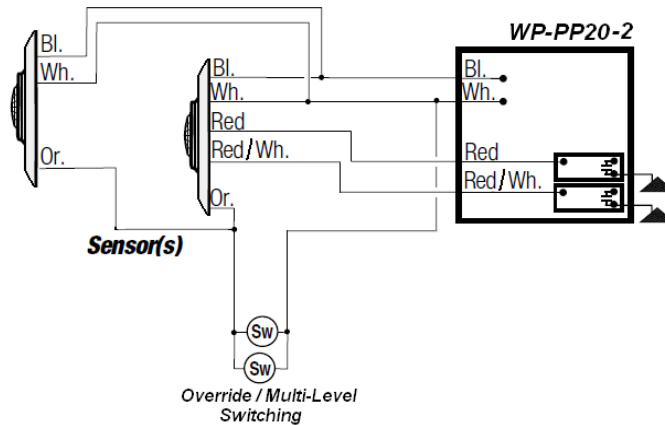 WP-PP20-2
Bl.
Wh.
Or.
Bl.
Wh.
Red
Red/Wh.
Or.
Bl.
Wh.
Red
Red/Wh.
Sensor(s)
Sw
Sw
Override / Multi-Level
Switching